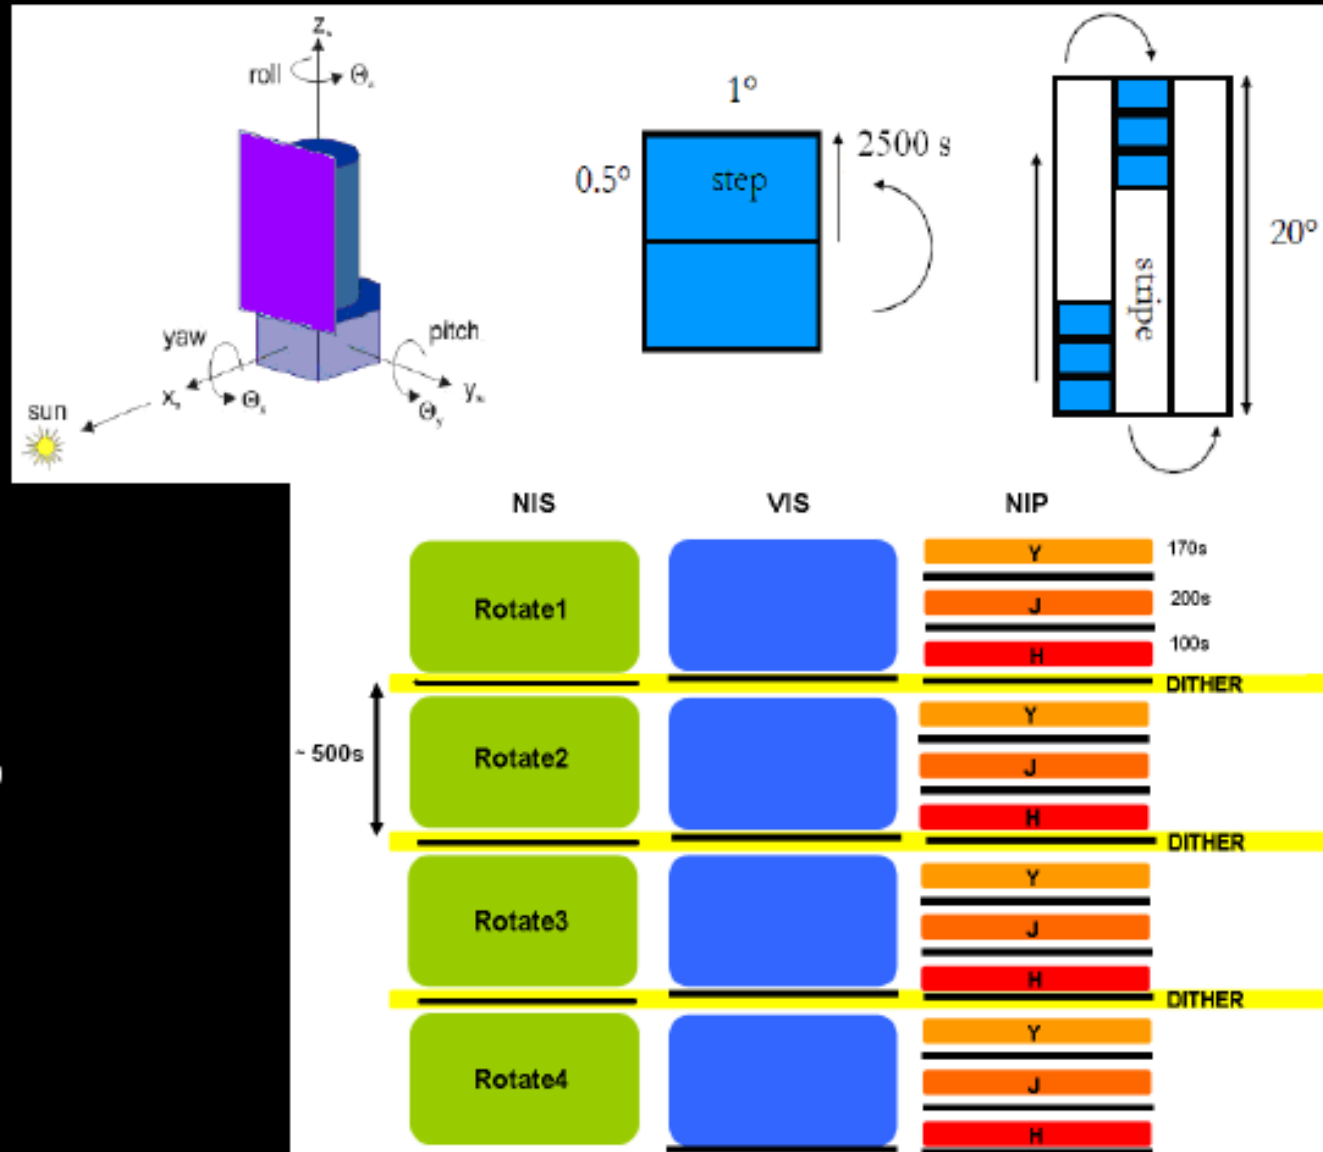 z
roll Θ
yaw
pitch
x
Θ
Θ
y
sun
1°
0.5°
step
2500 s
stripe
20°
NIS VIS NIP
Rotate1
Y 170s
J 200s
H 100s
DITHER
~ 500s
Rotate2
Y
J
H
DITHER
Rotate3
Y
J
H
DITHER
Rotate4
Y
J
H